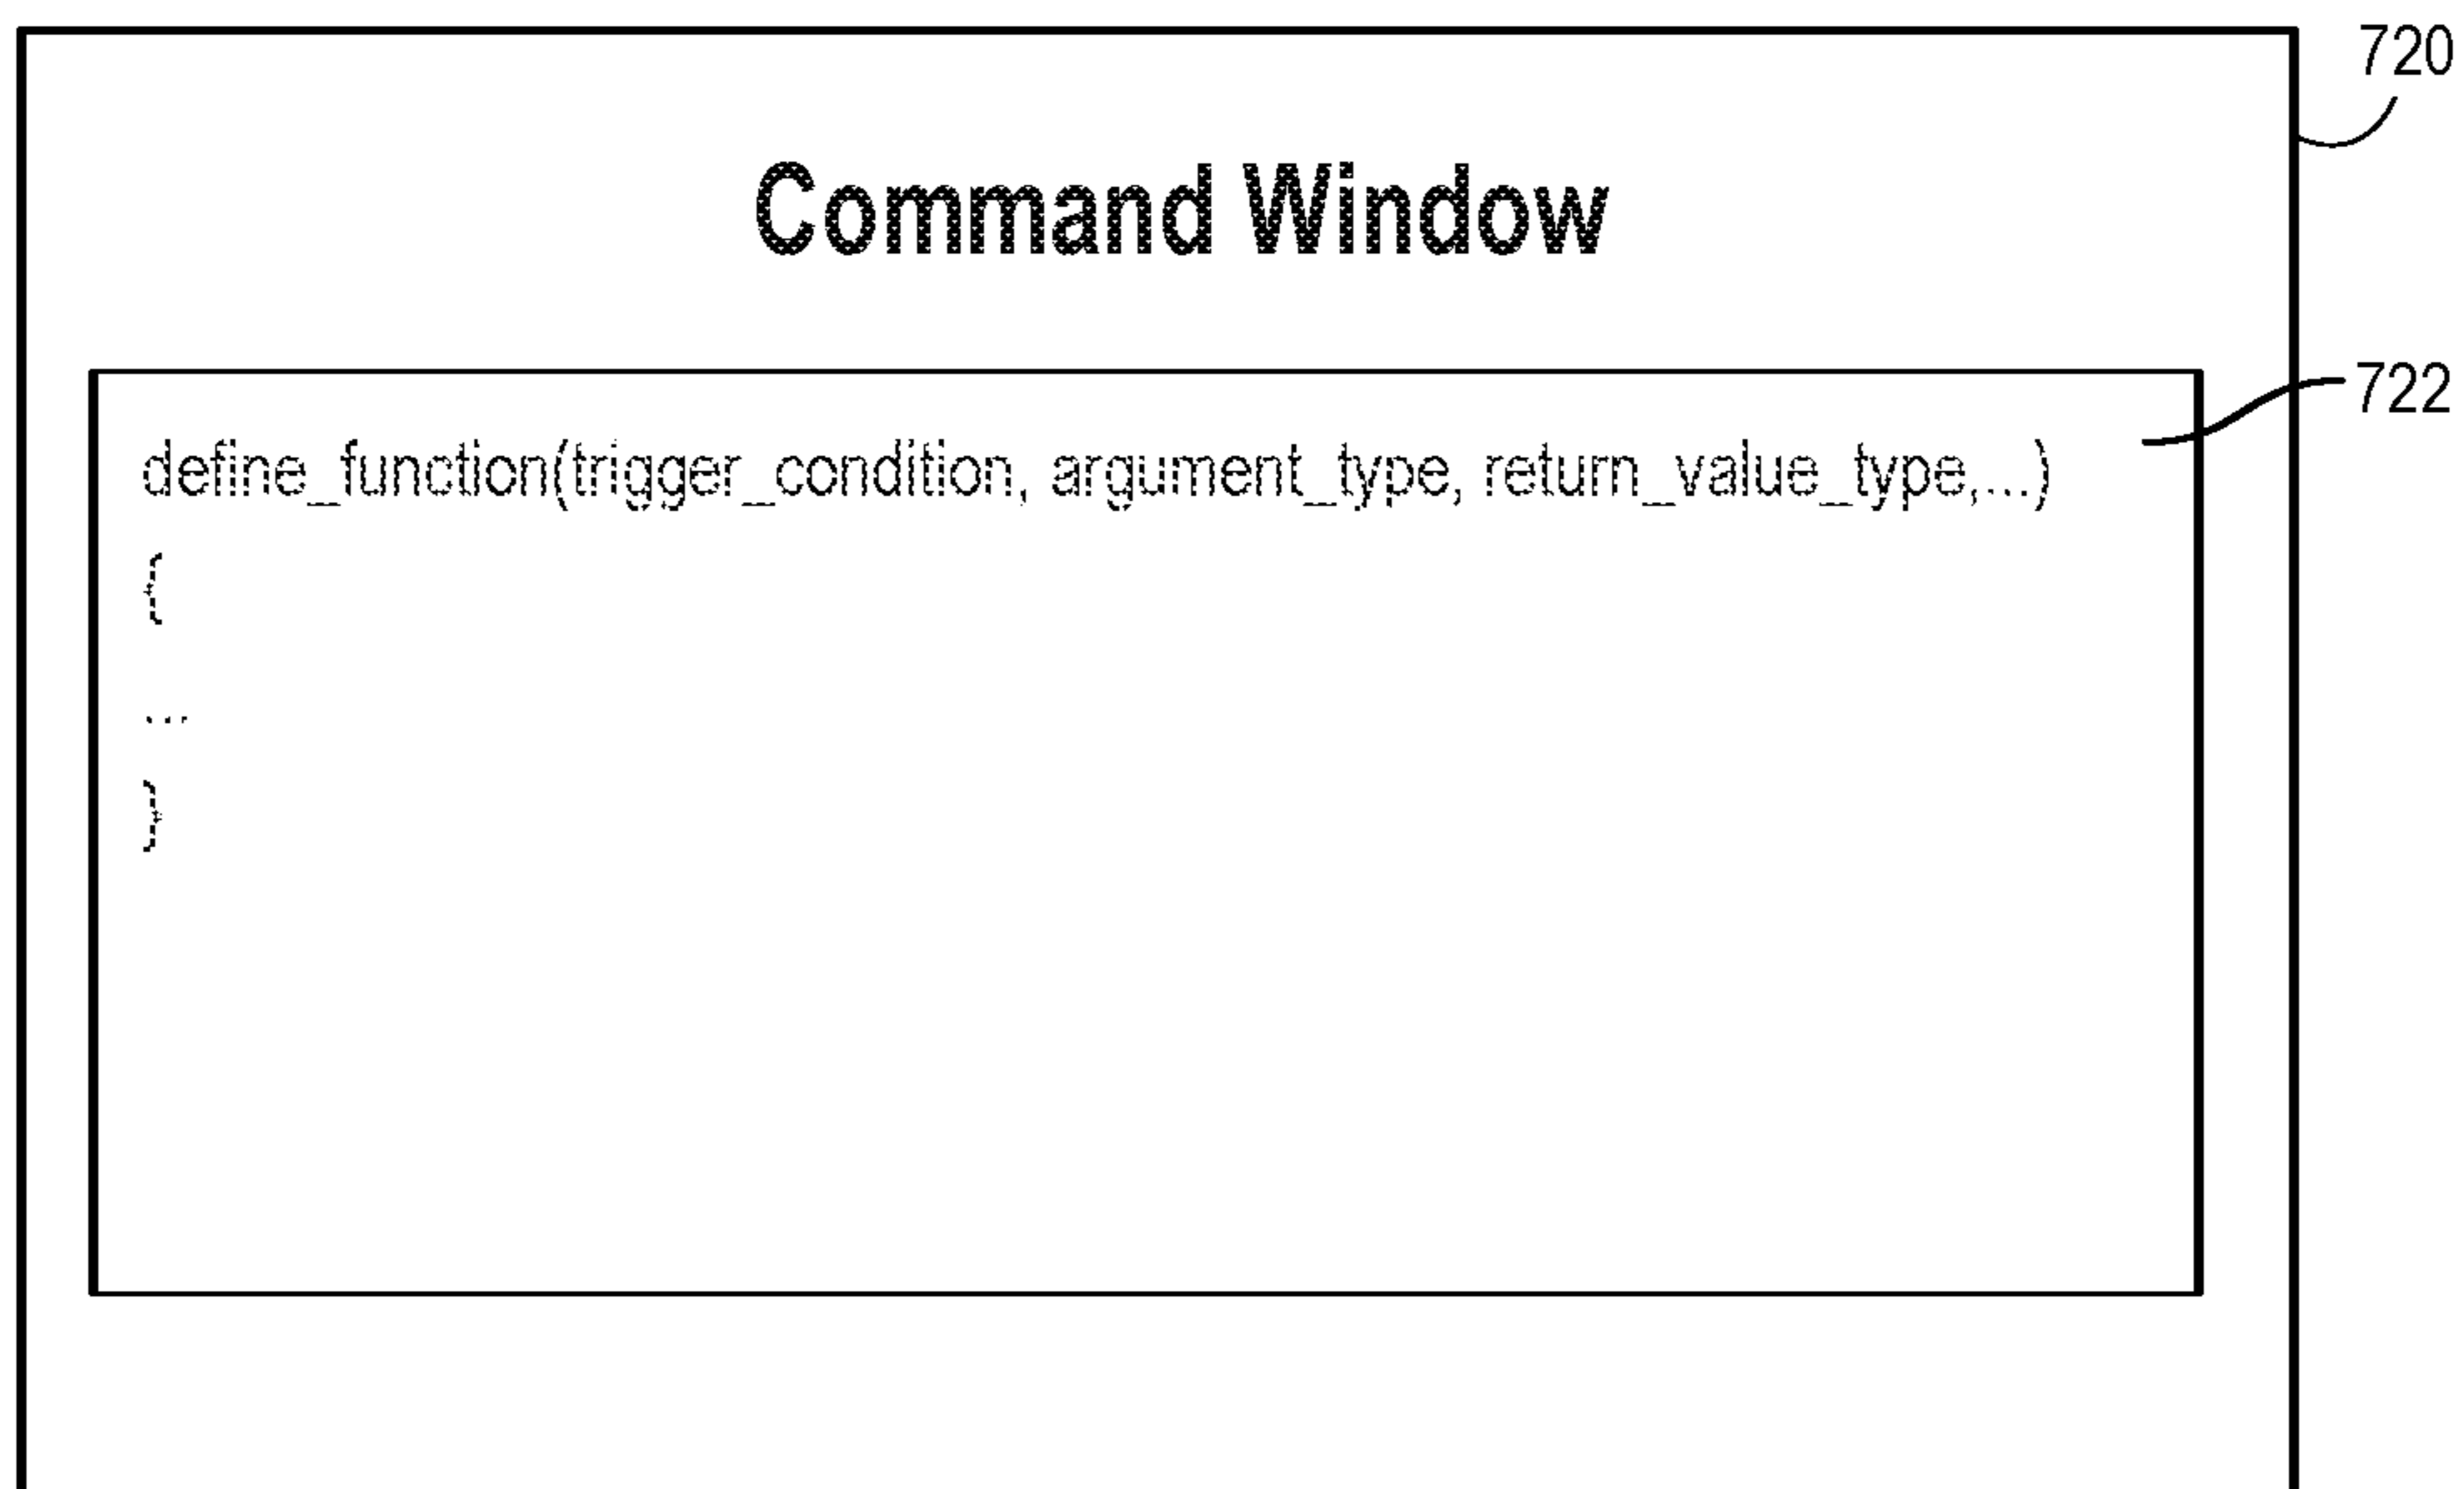 720
Command Window
722
define_function(trigger_condition, argument_type, return_value_type,...)
{
...
}